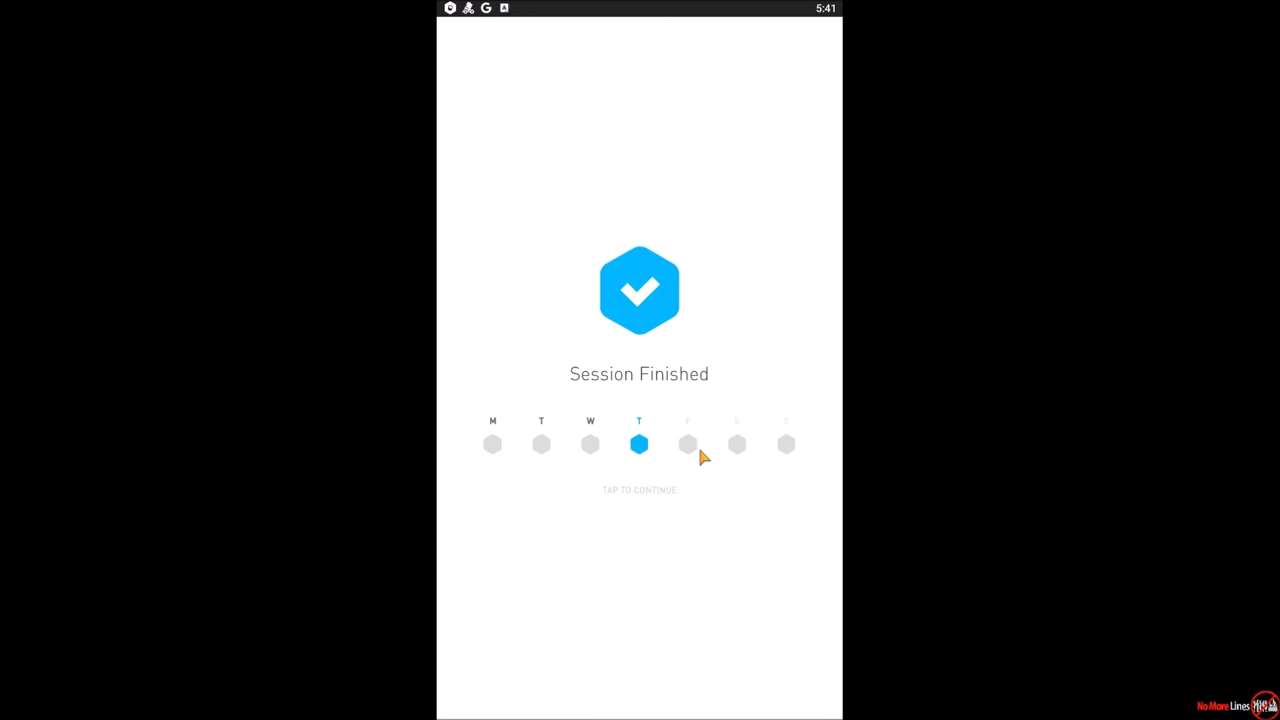 5:41
Session Finished
M T W T F S S
TAP TO CONTINUE
No More Lines